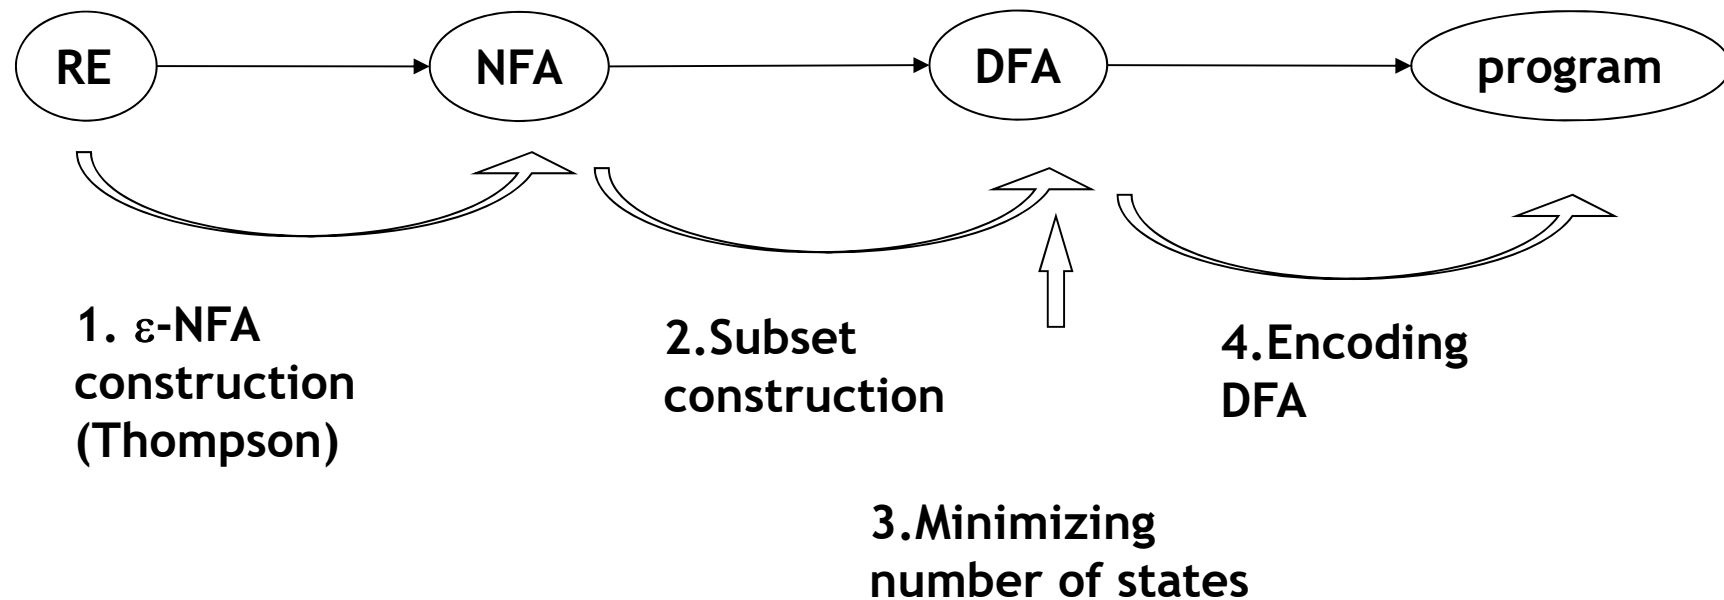 RE
NFA
DFA
program
1. ε-NFA
construction
(Thompson)
2.Subset
construction
4.Encoding
DFA
3.Minimizing
number of states